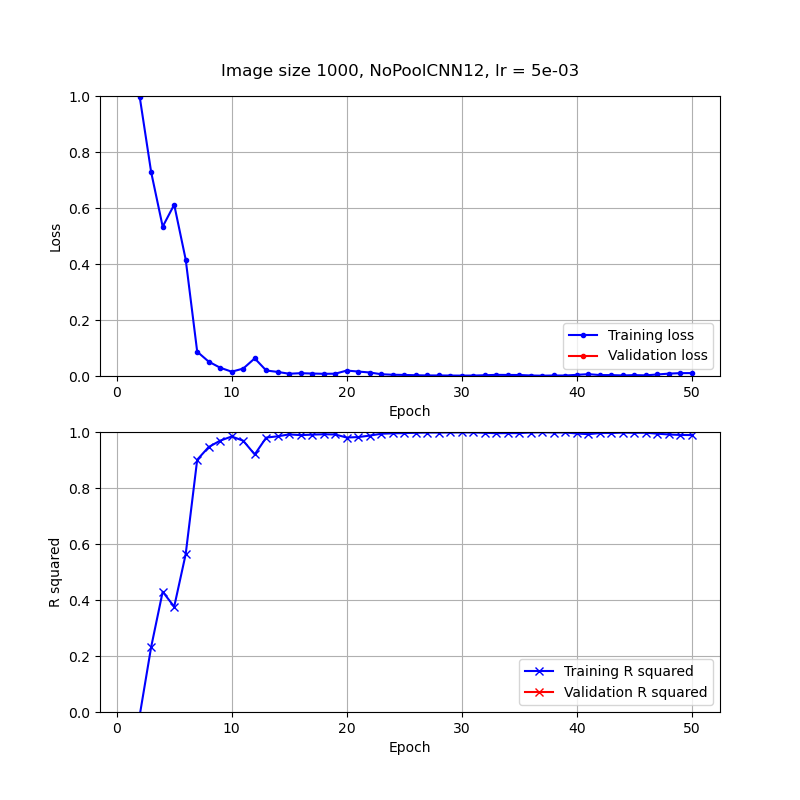 Image size 1000, NoPoolCNN12, lr = 5e-03
1.0
0.8
0.6
0.4
0.2
0.0
Loss
Training loss
Validation loss
0 10 20 30 40 50
Epoch
1.0
0.8
0.6
0.4
0.2
0.0
R squared
Training R squared
Validation R squared
0 10 20 30 40 50
Epoch